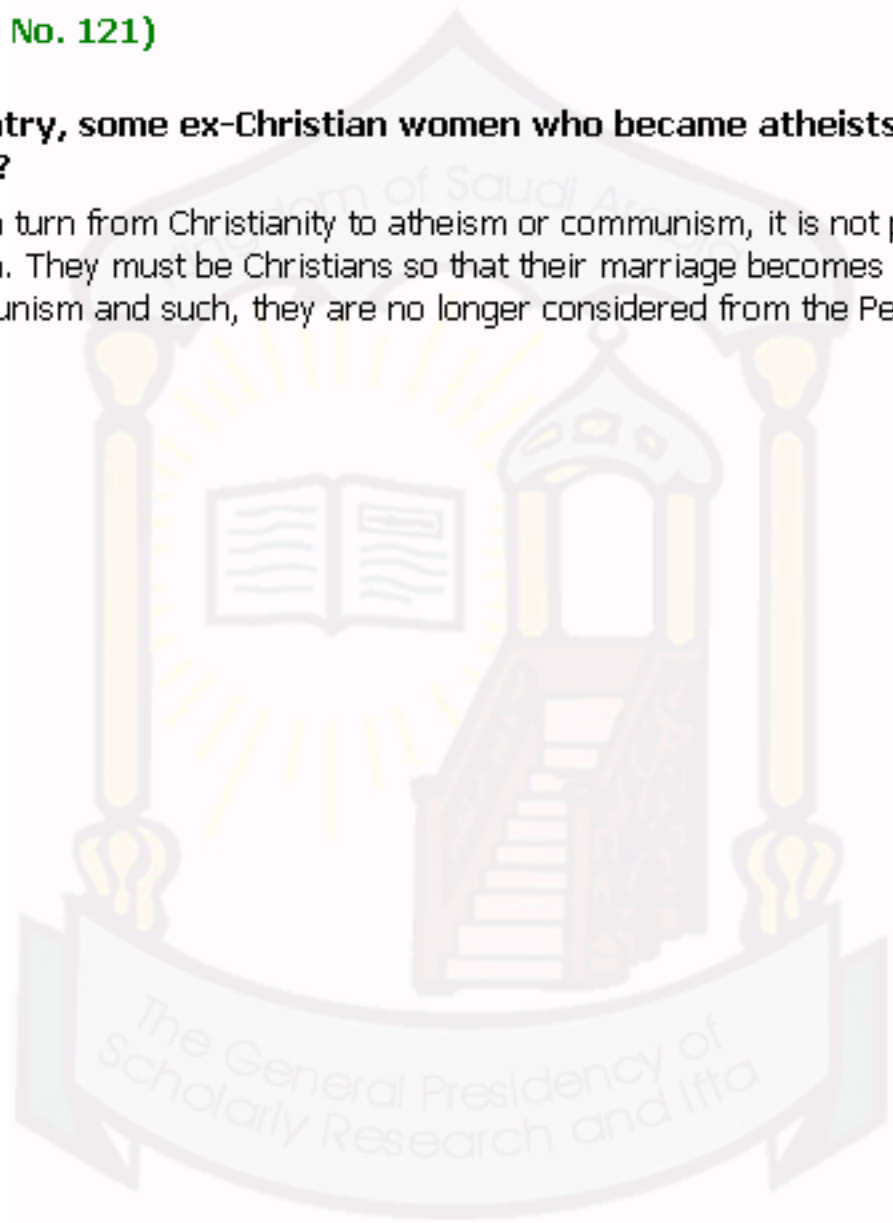 No. 121)
ntry, some ex-Christian women who became atheists
?
turn from Christianity to atheism or communism, it is not p
. They must be Christians so that their marriage becomes
unism and such, they are no longer considered from the Pe
Kingdom of Saudi Arabia
The General Presidency of
Scholarly Research and Ifta